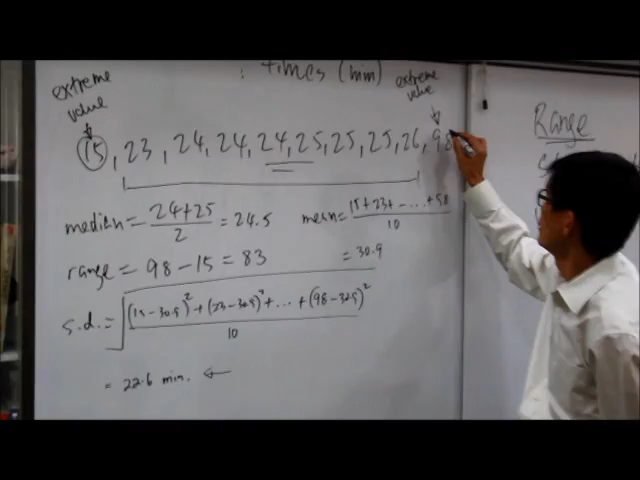 : times (min)
extreme
value
extreme
value
15, 23, 24, 24, 24, 25, 25, 25, 26, 98
median = 24+25 / 2 = 24.5
mean = 15+23+ - ... +98 / 10
= 30.9
range = 98 - 15 = 83
s.d. = √ (15-30.9)² + (23-30.9)² + ... + (98-30.9)² / 10
= 22.6 min. ←
Range